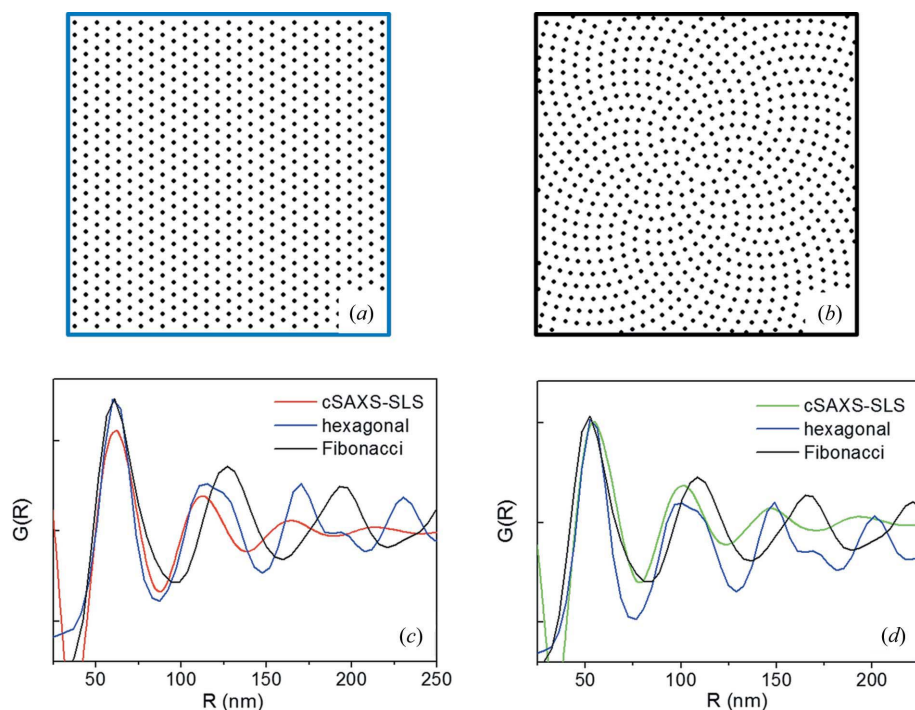 (a)
(b)
cSAXS-SLS
hexagonal
Fibonacci
G(R)
(c)
50 100 150 200 250
R (nm)
cSAXS-SLS
hexagonal
Fibonacci
G(R)
(d)
50 100 150 200
R (nm)